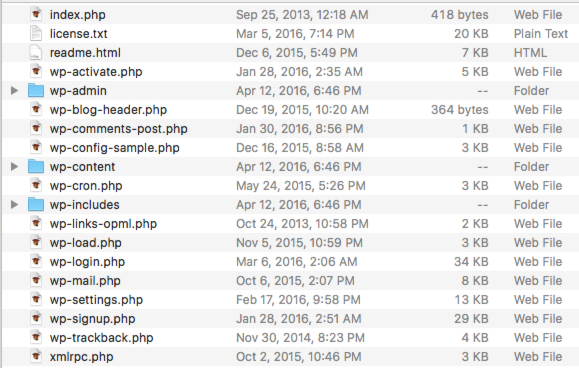 index.php Sep 25, 2013, 12:18 AM 418 bytes Web File
license.txt Mar 5, 2016, 7:14 PM 20 KB Plain Text
readme.html Dec 6, 2015, 5:49 PM 7 KB HTML
wp-activate.php Jan 28, 2016, 2:35 AM 5 KB Web File
wp-admin Apr 12, 2016, 6:46 PM -- Folder
wp-blog-header.php Dec 19, 2015, 10:20 AM 364 bytes Web File
wp-comments-post.php Jan 30, 2016, 8:56 PM 1 KB Web File
wp-config-sample.php Dec 16, 2015, 8:58 AM 3 KB Web File
wp-content Apr 12, 2016, 6:46 PM -- Folder
wp-cron.php May 24, 2015, 5:26 PM 3 KB Web File
wp-includes Apr 12, 2016, 6:46 PM -- Folder
wp-links-opml.php Oct 24, 2013, 10:58 PM 2 KB Web File
wp-load.php Nov 5, 2015, 10:59 PM 3 KB Web File
wp-login.php Mar 6, 2016, 2:06 AM 34 KB Web File
wp-mail.php Oct 6, 2015, 2:07 PM 8 KB Web File
wp-settings.php Feb 17, 2016, 9:58 PM 13 KB Web File
wp-signup.php Jan 28, 2016, 2:51 AM 29 KB Web File
wp-trackback.php Nov 30, 2014, 8:23 PM 4 KB Web File
xmlrpc.php Oct 2, 2015, 10:46 PM 3 KB Web File